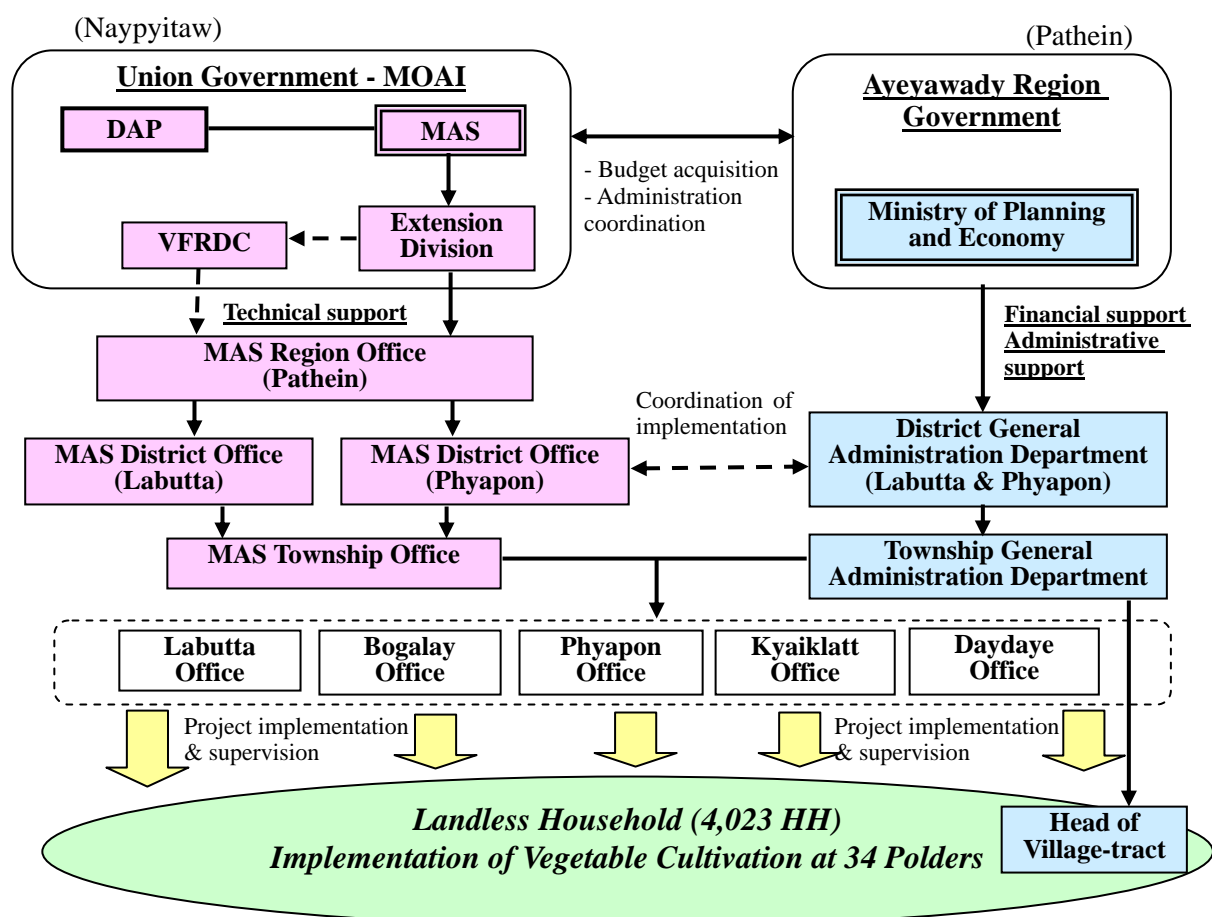 (Naypyitaw)
(Pathein)
Union Government - MOAI
DAP
MAS
Extension
Division
VFRDC
- Budget acquisition
- Administration
coordination
Ayeyawady Region
Government
Ministry of Planning
and Economy
Technical support
Financial support
Administrative
support
MAS Region Office
(Pathein)
Coordination of
implementation
MAS District Office
(Labutta)
MAS District Office
(Phyapon)
District General
Administration Department
(Labutta & Phyapon)
MAS Township Office
Township General
Administration Department
Labutta
Office
Bogalay
Office
Phyapon
Office
Kyaiklatt
Office
Daydaye
Office
Project implementation
& supervision
Project implementation
& supervision
Landless Household (4,023 HH)
Implementation of Vegetable Cultivation at 34 Polders
Head of
Village-tract